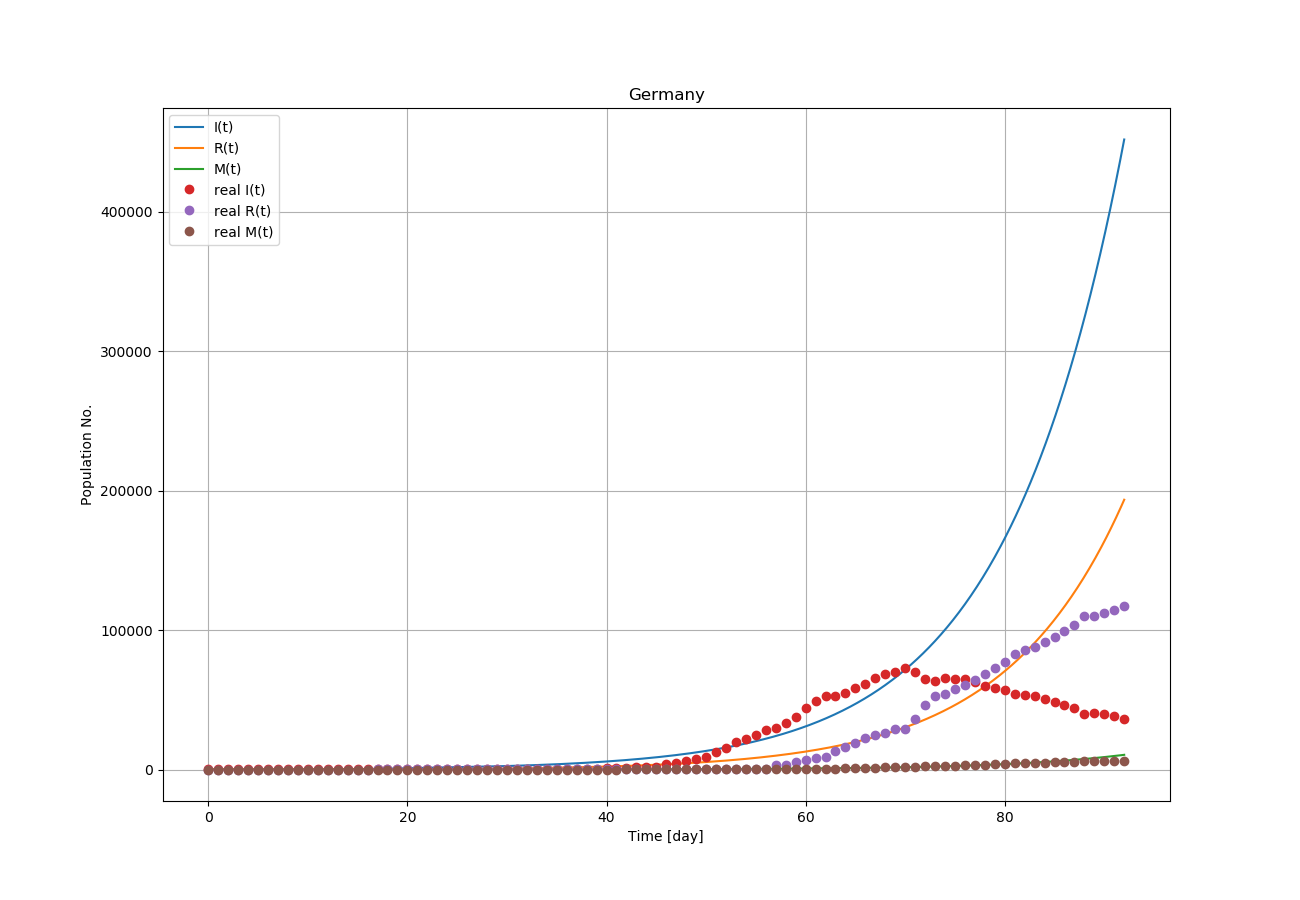 Germany
I(t)
R(t)
M(t)
real I(t)
real R(t)
real M(t)
400000
300000
200000
100000
0
Population No.
0 20 40 60 80
Time [day]